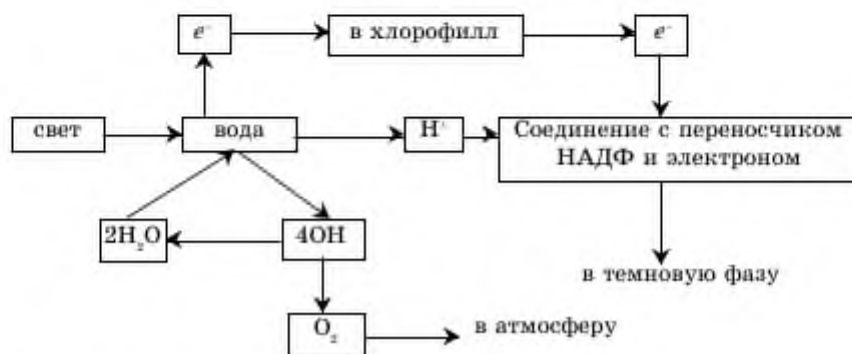 e⁻
в хлорофилл
e⁻
свет
вода
H⁺
Соединение с переносчиком
НАДФ и электроном
2H₂O
4OH
в темновую фазу
O₂
в атмосферу